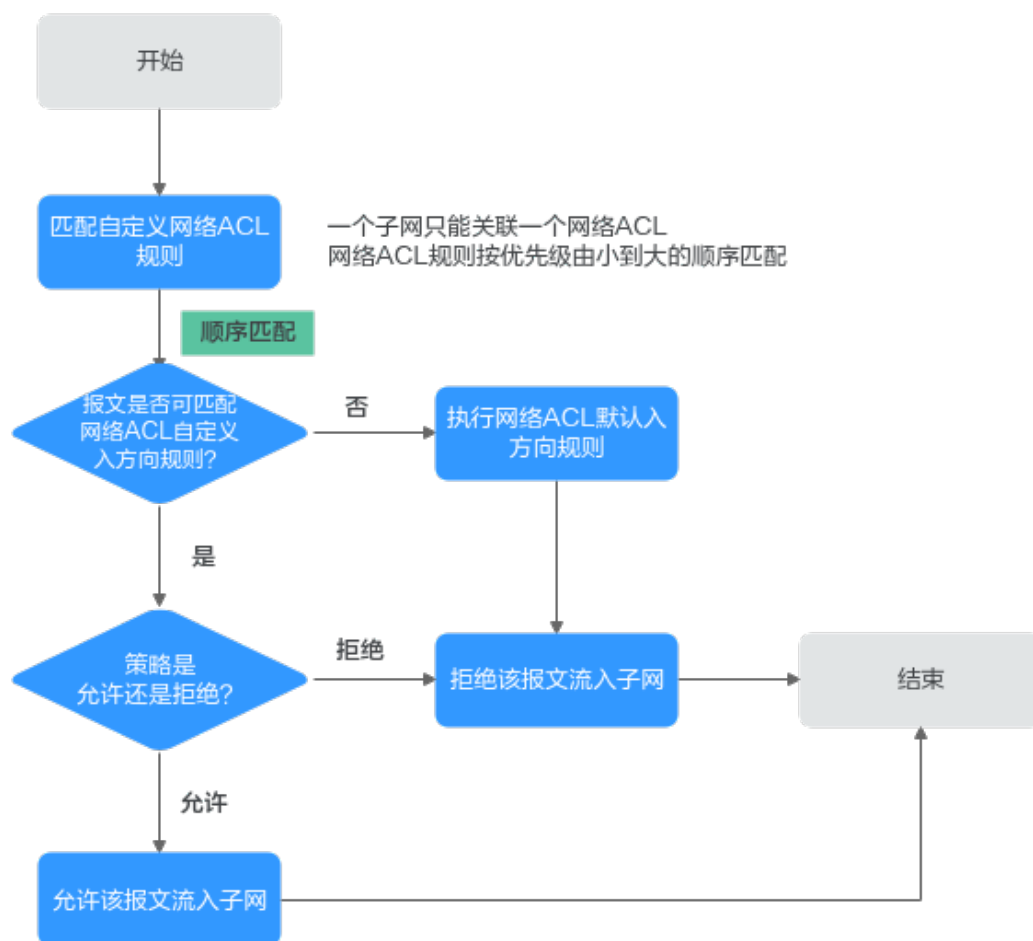 开始
匹配自定义网络ACL
规则
一个子网只能关联一个网络ACL
网络ACL规则按优先级由小到大的顺序匹配
顺序匹配
报文是否可匹配
网络ACL自定义
入方向规则?
否
执行网络ACL默认入
方向规则
是
策略是
允许还是拒绝?
拒绝
拒绝该报文流入子网
结束
允许
允许该报文流入子网